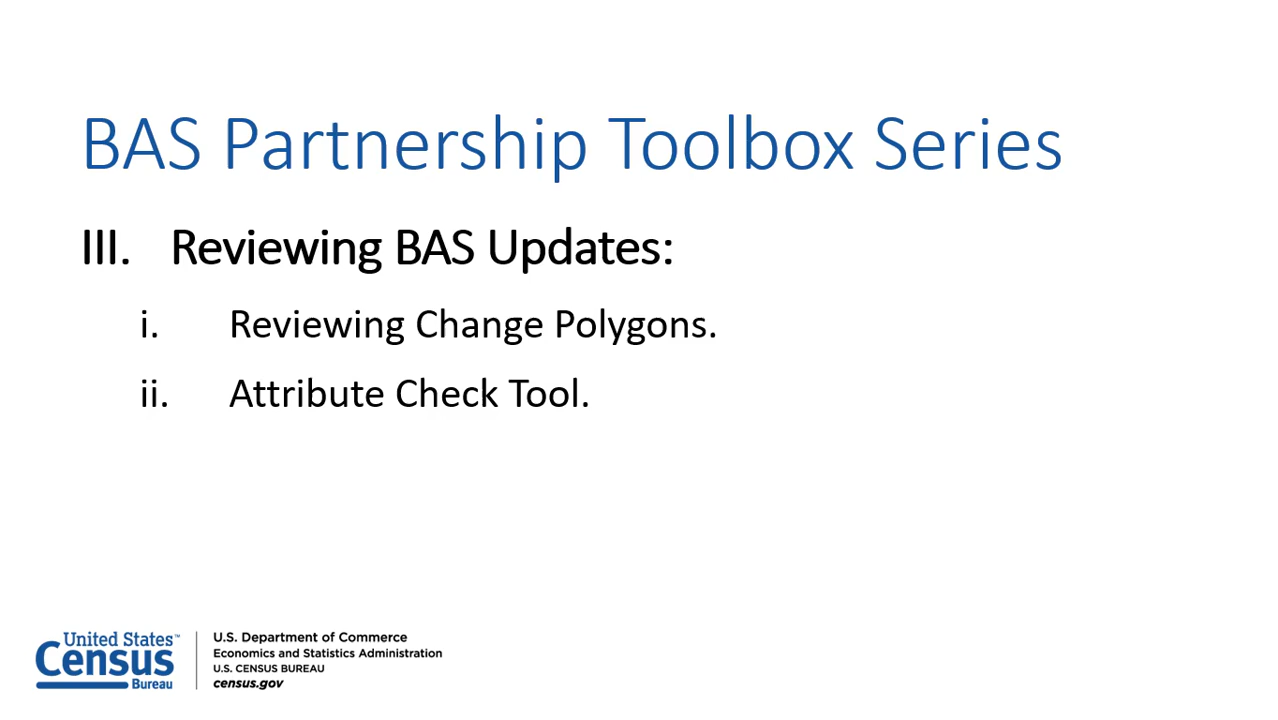 BAS Partnership Toolbox Series
III. Reviewing BAS Updates:
i. Reviewing Change Polygons.
ii. Attribute Check Tool.
United States™
Census
Bureau
U.S. Department of Commerce
Economics and Statistics Administration
U.S. CENSUS BUREAU
census.gov